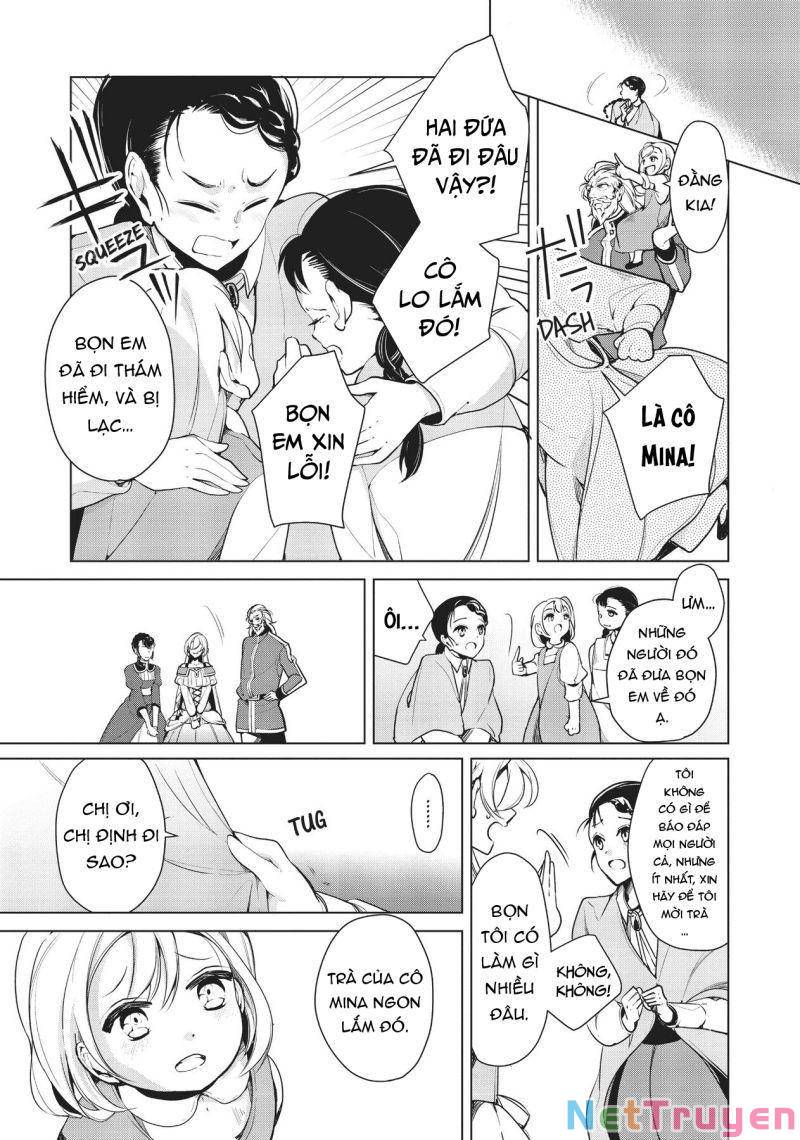 ĐẰNG
KIA!
ダッ
DASH
LÀ CÔ
MINA!
HAI ĐỨA
ĐÃ ĐI ĐÂU
VẬY?!
CÔ
LO LẮM
ĐÓ!
SQUEEZE
BỌN EM
ĐÃ ĐI THÁM
HIỂM, VÀ BỊ
LẠC...
BỌN
EM XIN
LỖI!
ƯM...
NHỮNG
NGƯỜI ĐÓ
ĐÃ ĐƯA BỌN
EM VỀ ĐÓ
Ạ.
ÔI...
TÔI
KHÔNG
CÓ GÌ ĐỂ
BÁO ĐÁP
MỌI NGƯỜI
CẢ, NHƯNG
ÍT NHẤT, XIN
HÃY ĐỂ TÔI
MỜI TRÀ
...
KHÔNG,
KHÔNG!
BỌN
TÔI CÓ
LÀM GÌ
NHIỀU
ĐÂU.
......
TUG
CHỊ ƠI,
CHỊ ĐỊNH ĐI
SAO?
TRÀ CỦA CÔ
MINA NGON
LẮM ĐÓ.
NetTruyen